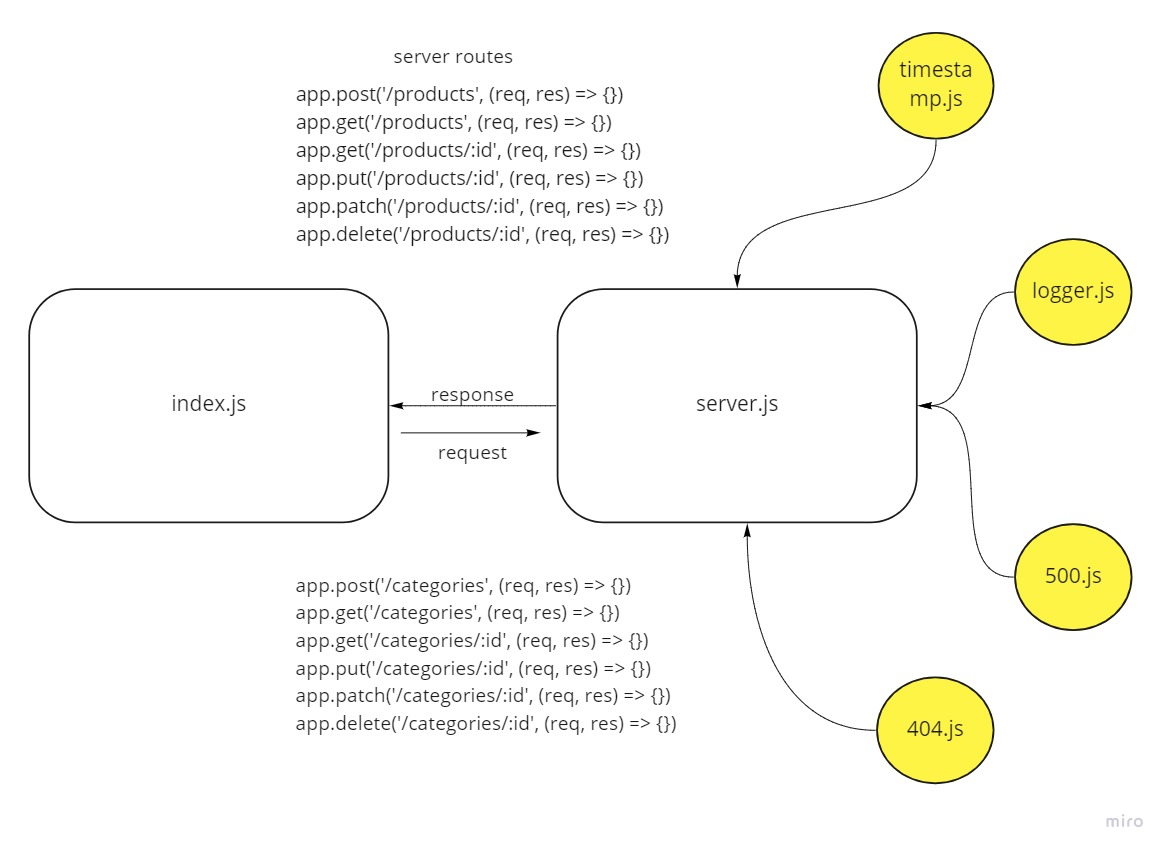 server routes
app.post('/products', (req, res) => {})
app.get('/products', (req, res) => {})
app.get('/products/:id', (req, res) => {})
app.put('/products/:id', (req, res) => {})
app.patch('/products/:id', (req, res) => {})
app.delete('/products/:id', (req, res) => {})
timesta
mp.js
logger.js
index.js
response
request
server.js
500.js
app.post('/categories', (req, res) => {})
app.get('/categories', (req, res) => {})
app.get('/categories/:id', (req, res) => {})
app.put('/categories/:id', (req, res) => {})
app.patch('/categories/:id', (req, res) => {})
app.delete('/categories/:id', (req, res) => {})
404.js
miro